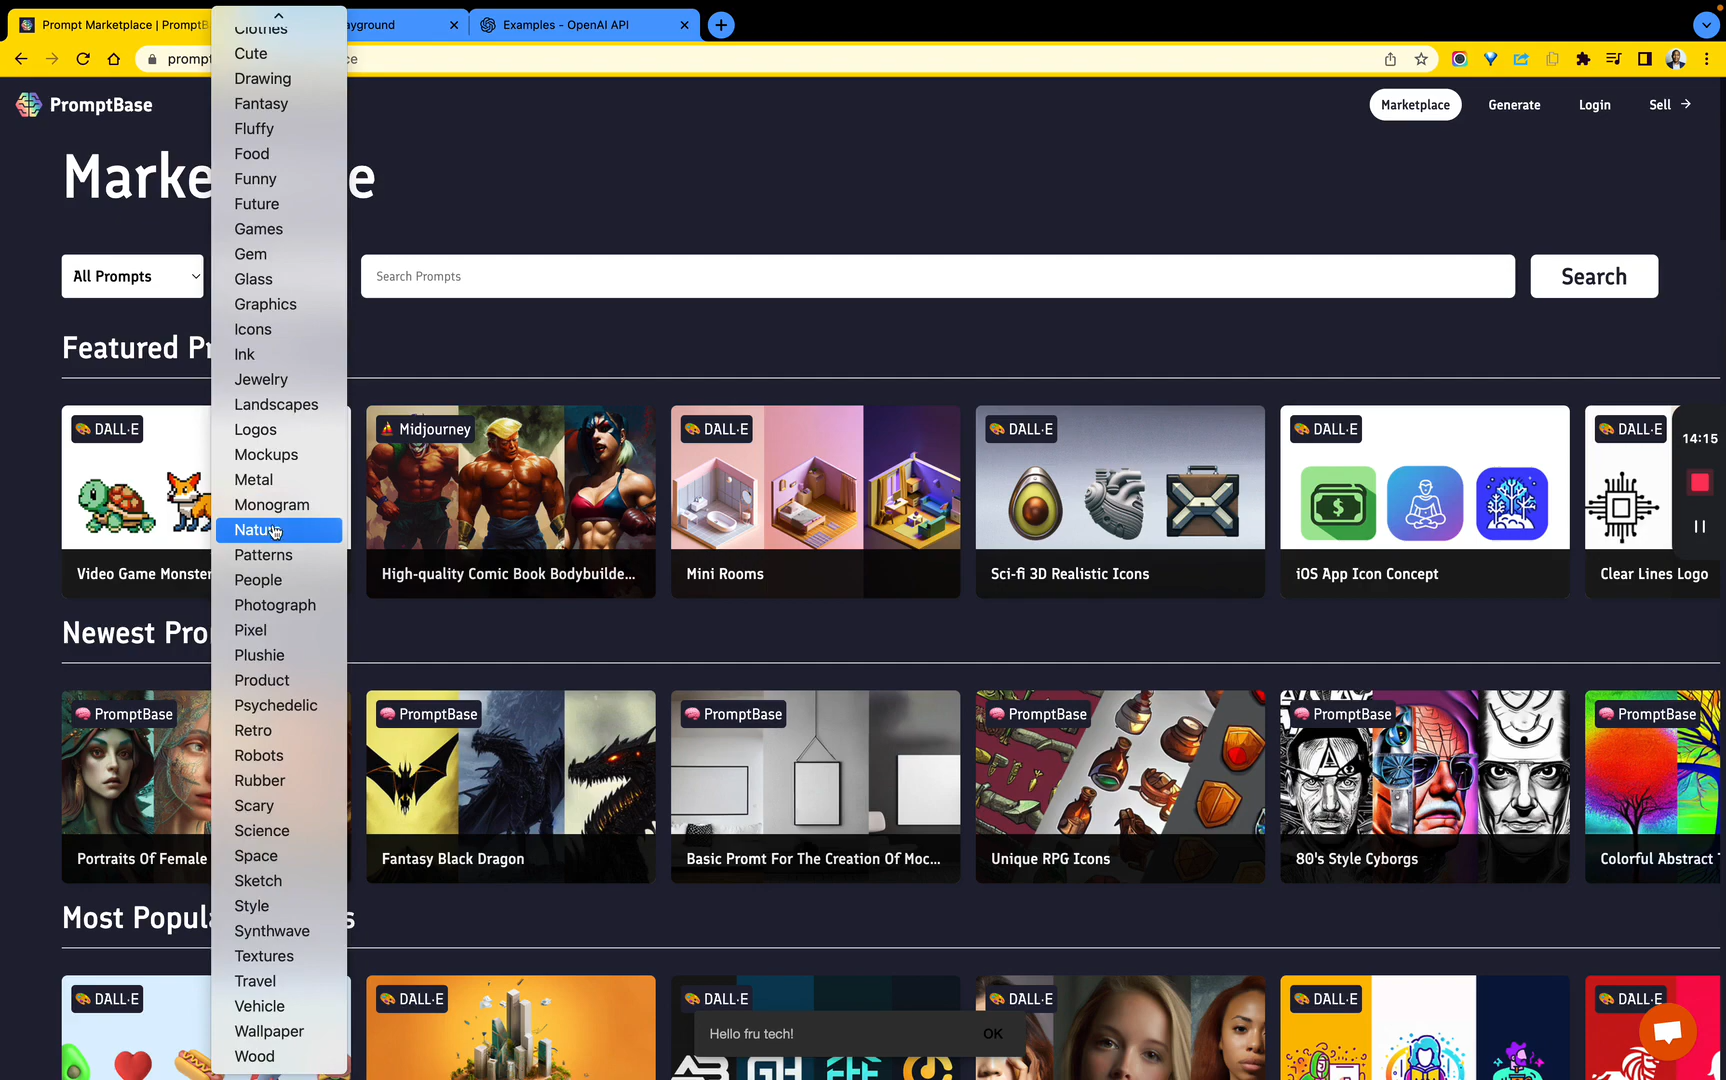 Prompt Marketplace | PromptB
ayground
Examples - OpenAI API
prompt
ce
PromptBase
Marketplace
Generate
Login
Sell
Marke
e
All Prompts
Search Prompts
Search
Clothes
Cute
Drawing
Fantasy
Fluffy
Food
Funny
Future
Games
Gem
Glass
Graphics
Icons
Ink
Jewelry
Landscapes
Logos
Mockups
Metal
Monogram
Natu
Patterns
People
Photograph
Pixel
Plushie
Product
Psychedelic
Retro
Robots
Rubber
Scary
Science
Space
Sketch
Style
Synthwave
Textures
Travel
Vehicle
Wallpaper
Wood
Featured Pr
DALL·E
Midjourney
DALL·E
DALL·E
DALL·E
DALL·E
14:15
Video Game Monster
High-quality Comic Book Bodybuilde...
Mini Rooms
Sci-fi 3D Realistic Icons
iOS App Icon Concept
Clear Lines Logo
Newest Pro
PromptBase
PromptBase
PromptBase
PromptBase
PromptBase
PromptBase
Portraits Of Female
Fantasy Black Dragon
Basic Promt For The Creation Of Moc...
Unique RPG Icons
80's Style Cyborgs
Colorful Abstract T
Most Popula
s
DALL·E
DALL·E
DALL·E
DALL·E
DALL·E
DALL·E
Hello fru tech!
OK